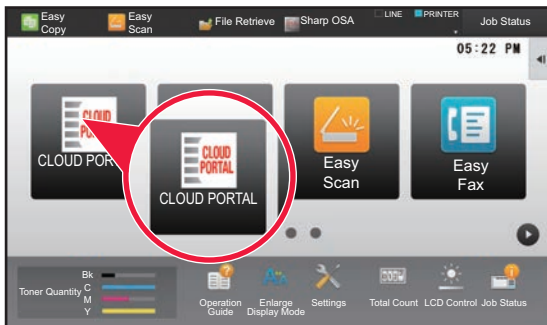 Easy
Copy
Easy
Scan
File Retrieve
Sharp OSA
LINE
PRINTER
Job Status
05:22 PM
CLOUD
CLOUD POR
CLOUD
PORTAL
CLOUD PORTAL
Easy
Scan
Easy
Fax
Toner Quantity
Bk
C
M
Y
Operation
Guide
Enlarge
Display Mode
Settings
Total Count
LCD Control
Job Status